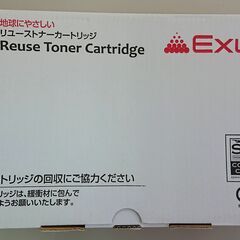 地球にやさしい
リユーストナーカートリッジ
Reuse Toner Cartridge
トリッジの回収にご協力ください
リッジは、緩衝材に包んで
ようお願いいたします。